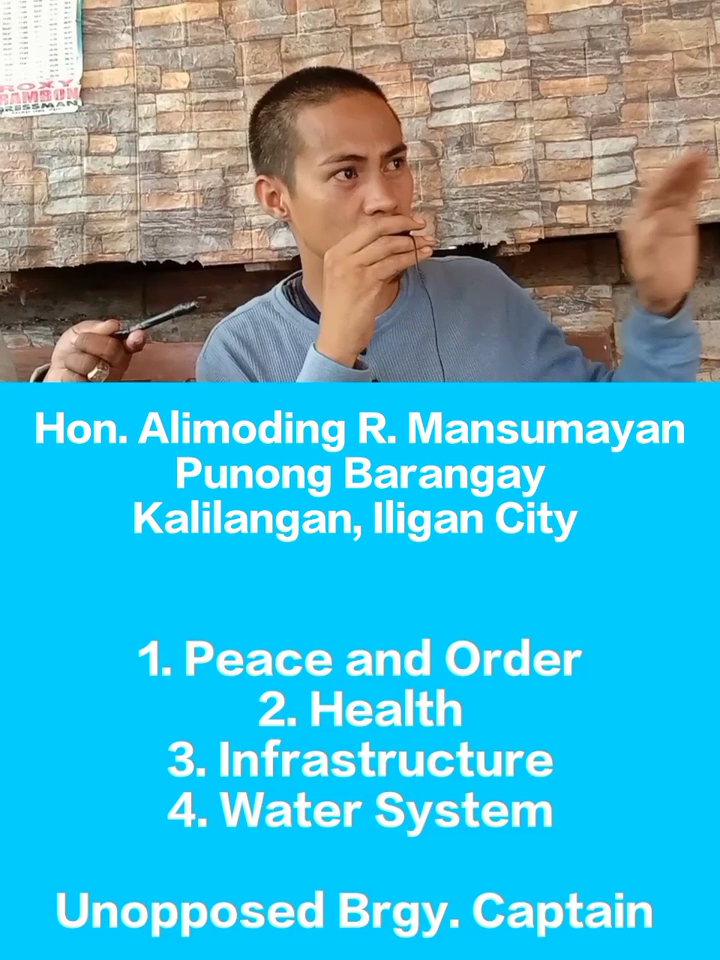 ROXY
Hon. Alimoding R. Mansumayan
Punong Barangay
Kalilangan, Iligan City
1. Peace and Order
2. Health
3. Infrastructure
4. Water System
Unopposed Brgy. Captain